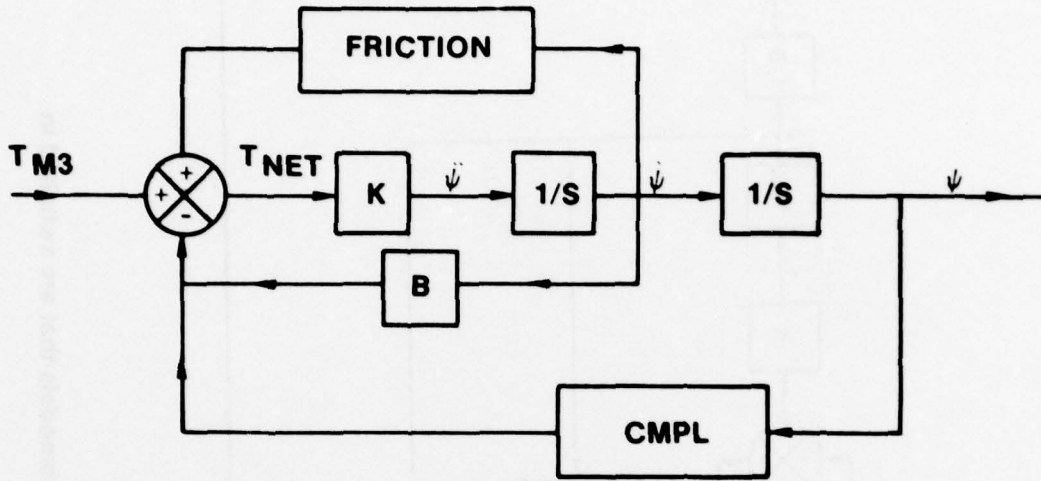 FRICTION
T_M3
+
+
-
T_NET
K
ψ̈
1/S
ψ̇
1/S
ψ
B
CMPL